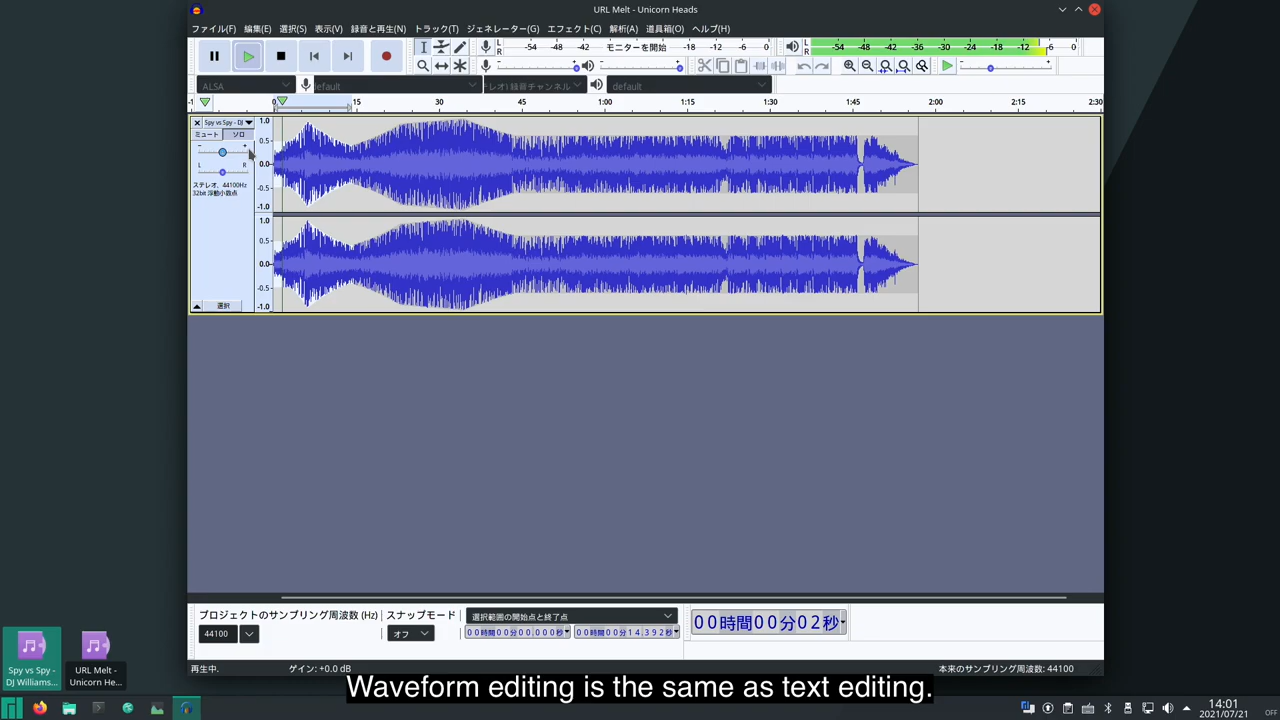 URL Melt - Unicorn Heads
ファイル(F) 編集(E) 選択(S) 表示(V) 録音と再生(N) トラック(T) ジェネレーター(G) エフェクト(C) 解析(A) 道具箱(O) ヘルプ(H)
L R -54 -48 -42 モニターを開始 -18 -12 -6 0 L R -54 -48 -42 -36 -30 -24 -18 -12 -6 0
ALSA default レオ) 録音チャンネル default
-1 0 15 30 45 1:00 1:15 1:30 1:45 2:00 2:15 2:30
Spy vs Spy - DJ
ミュート ソロ
- +
L R
ステレオ、44100Hz
32bit 浮動小数点
選択
1.0
0.5
0.0
-0.5
-1.0
1.0
0.5
0.0
-0.5
-1.0
プロジェクトのサンプリング周波数 (Hz) スナップモード 選択範囲の開始点と終了点
44100 オフ 00時間00分00.000秒 00時間00分14.392秒
00時間00分02秒
再生中. ゲイン: +0.0 dB 本来のサンプリング周波数: 44100
Spy vs Spy -
DJ Williams...
URL Melt -
Unicorn He...
Waveform editing is the same as text editing.
14:01
2021/07/21
OFF